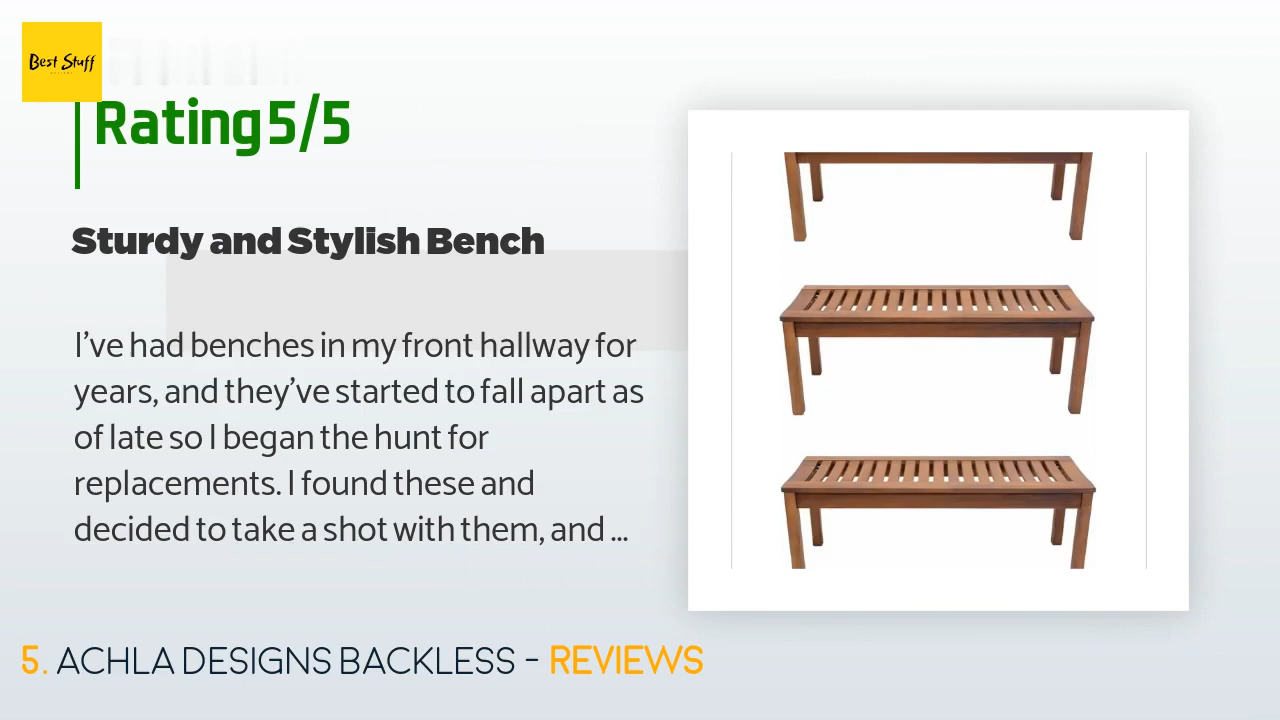 Best Stuff
Rating 5/5
Sturdy and Stylish Bench
I've had benches in my front hallway for
years, and they've started to fall apart as
of late so I began the hunt for
replacements. I found these and
decided to take a shot with them, and ...
5. ACHLA DESIGNS BACKLESS - REVIEWS